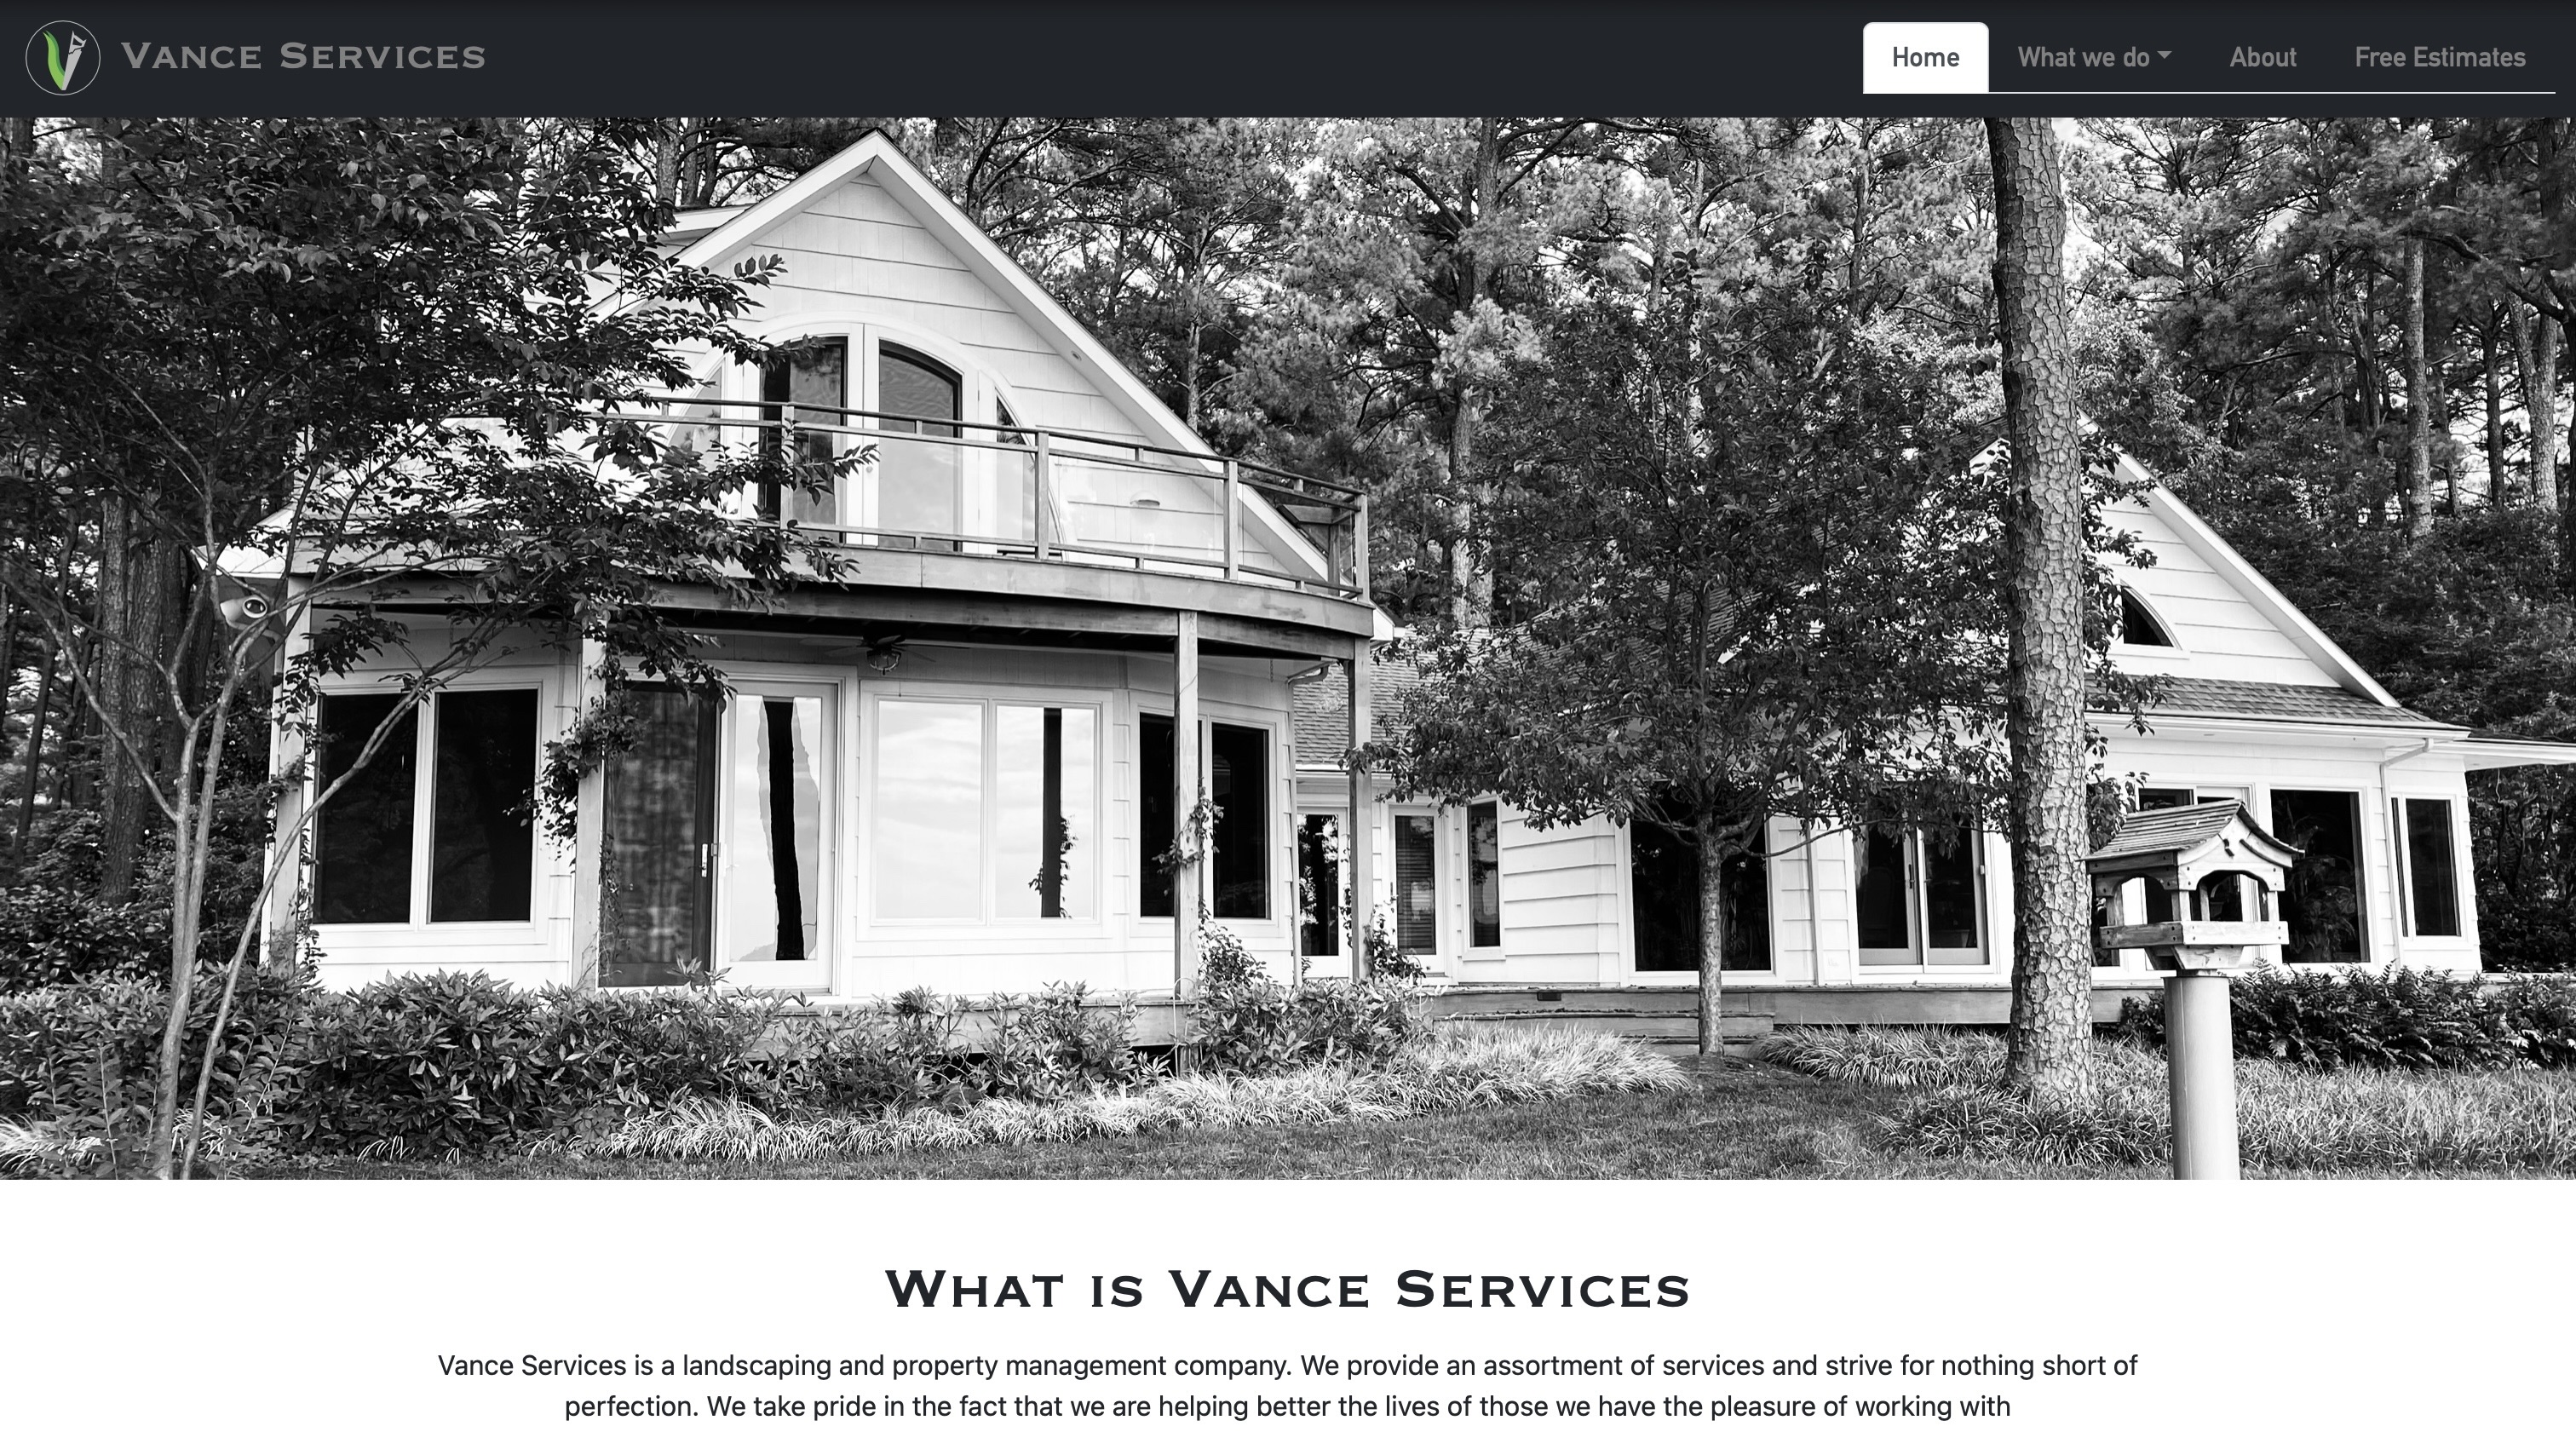 Vance Services
Home
What we do
About
Free Estimates
What is Vance Services
Vance Services is a landscaping and property management company. We provide an assortment of services and strive for nothing short of
perfection. We take pride in the fact that we are helping better the lives of those we have the pleasure of working with